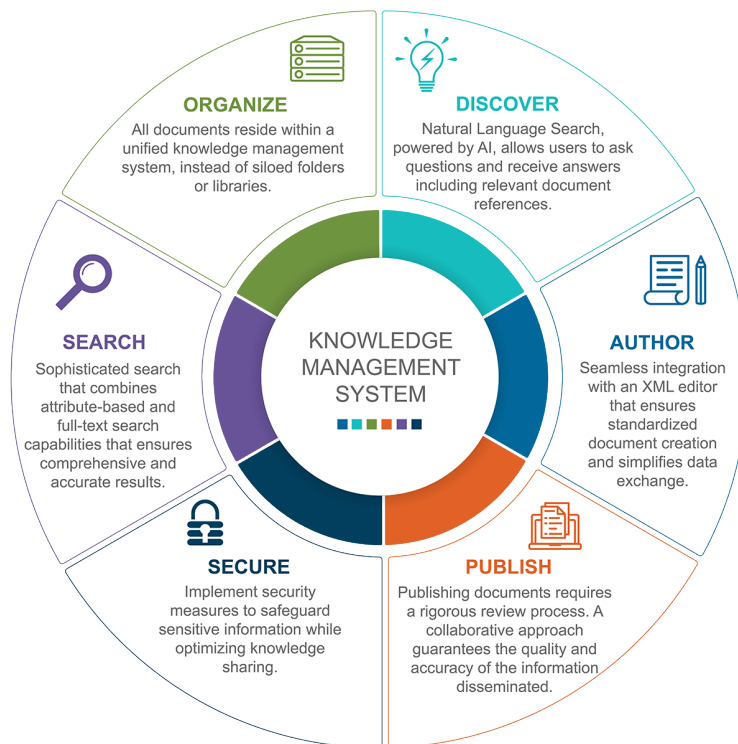 ORGANIZE
All documents reside within a
unified knowledge management
system, instead of siloed folders
or libraries.
DISCOVER
Natural Language Search,
powered by AI, allows users to ask
questions and receive answers
including relevant document
references.
SEARCH
Sophisticated search
that combines
attribute-based and
full-text search
capabilities that ensures
comprehensive and
accurate results.
KNOWLEDGE
MANAGEMENT
SYSTEM
AUTHOR
Seamless integration
with an XML editor
that ensures
standardized
document creation
and simplifies data
exchange.
SECURE
Implement security
measures to safeguard
sensitive information while
optimizing knowledge
sharing.
PUBLISH
Publishing documents requires
a rigorous review process. A
collaborative approach
guarantees the quality and
accuracy of the information
disseminated.